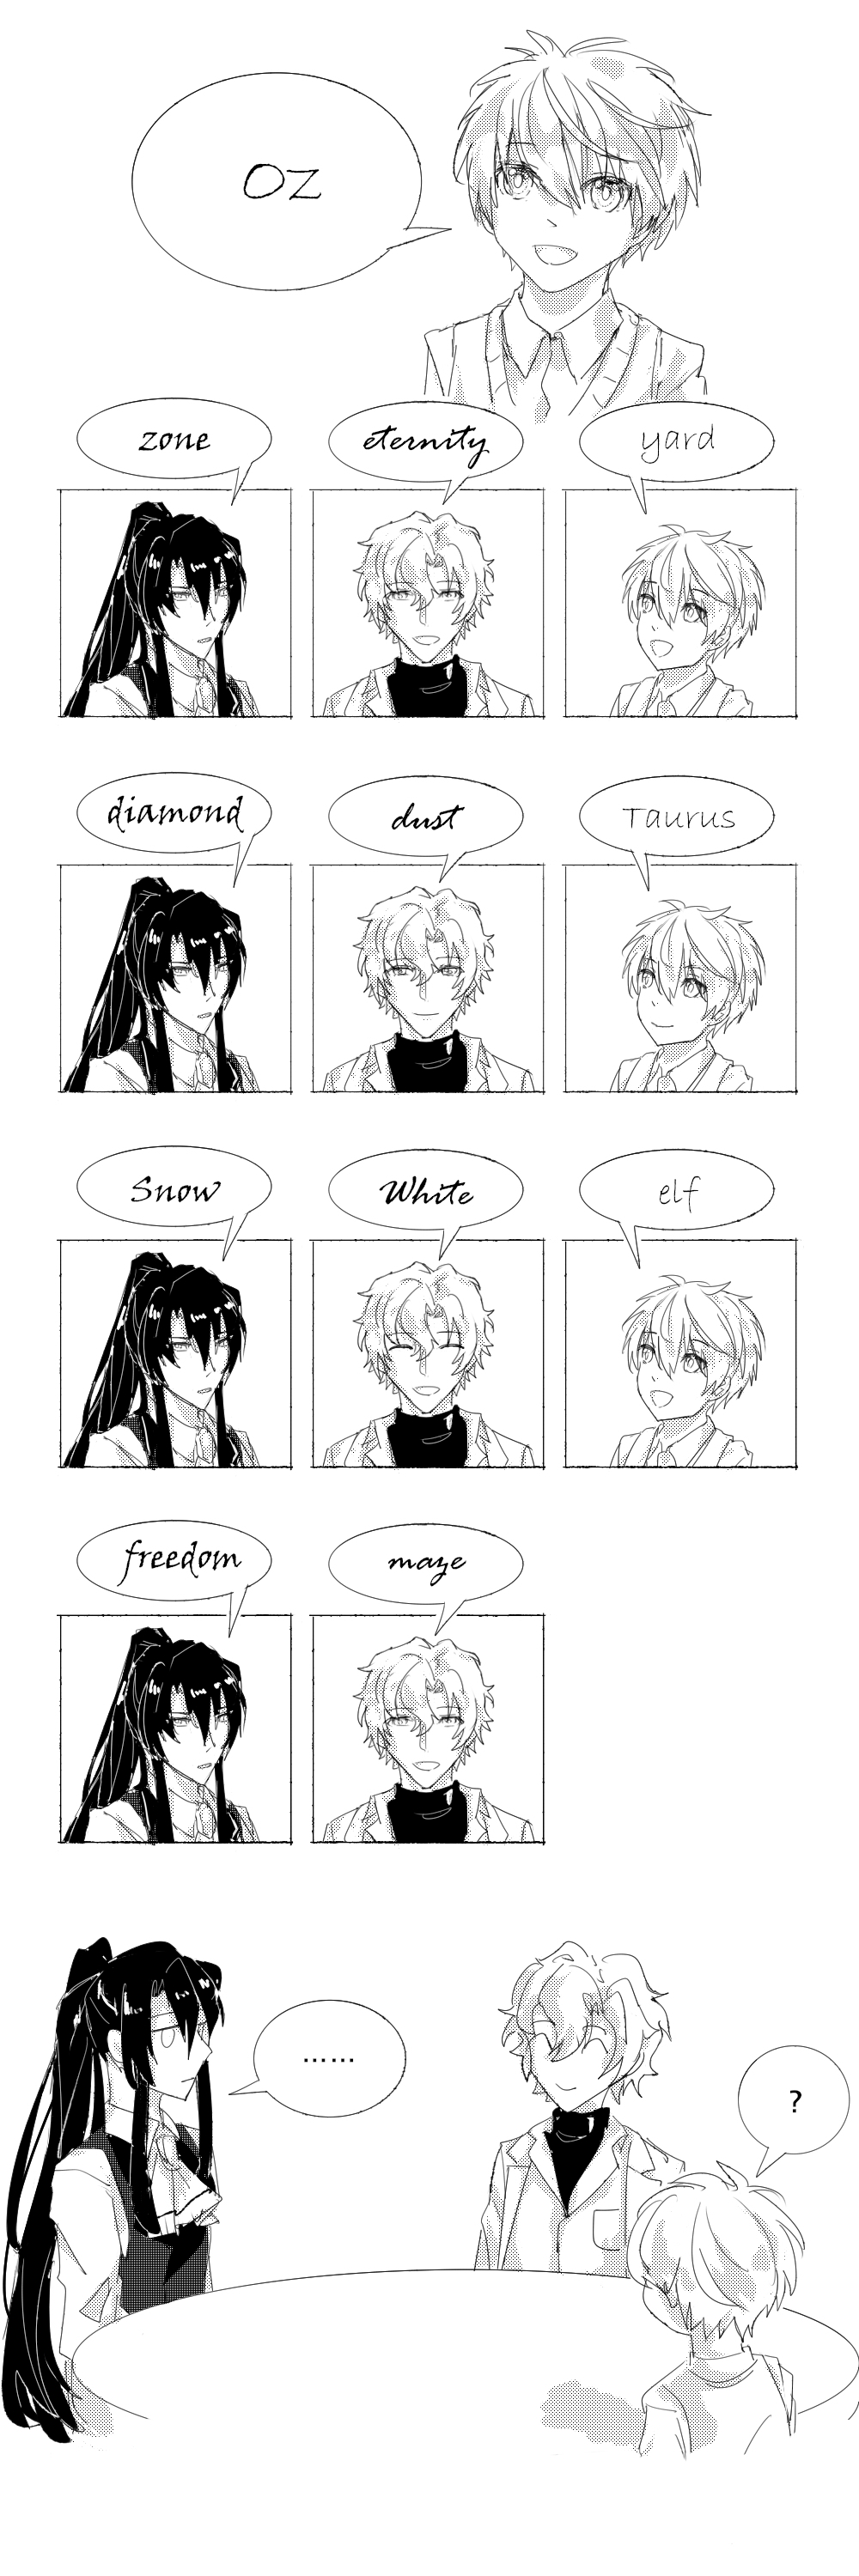 Oz
zone
eternity
yard
diamond
dust
Taurus
Snow
White
elf
freedom
maze
……
?